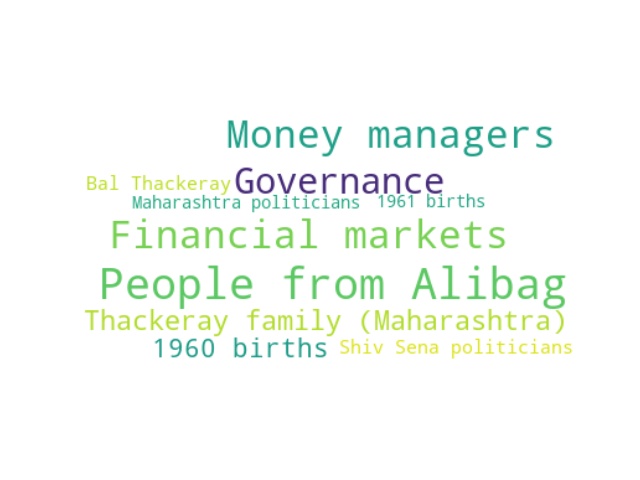 Money managers
Bal Thackeray Governance
Maharashtra politicians 1961 births
Financial markets
People from Alibag
Thackeray family (Maharashtra)
1960 births Shiv Sena politicians